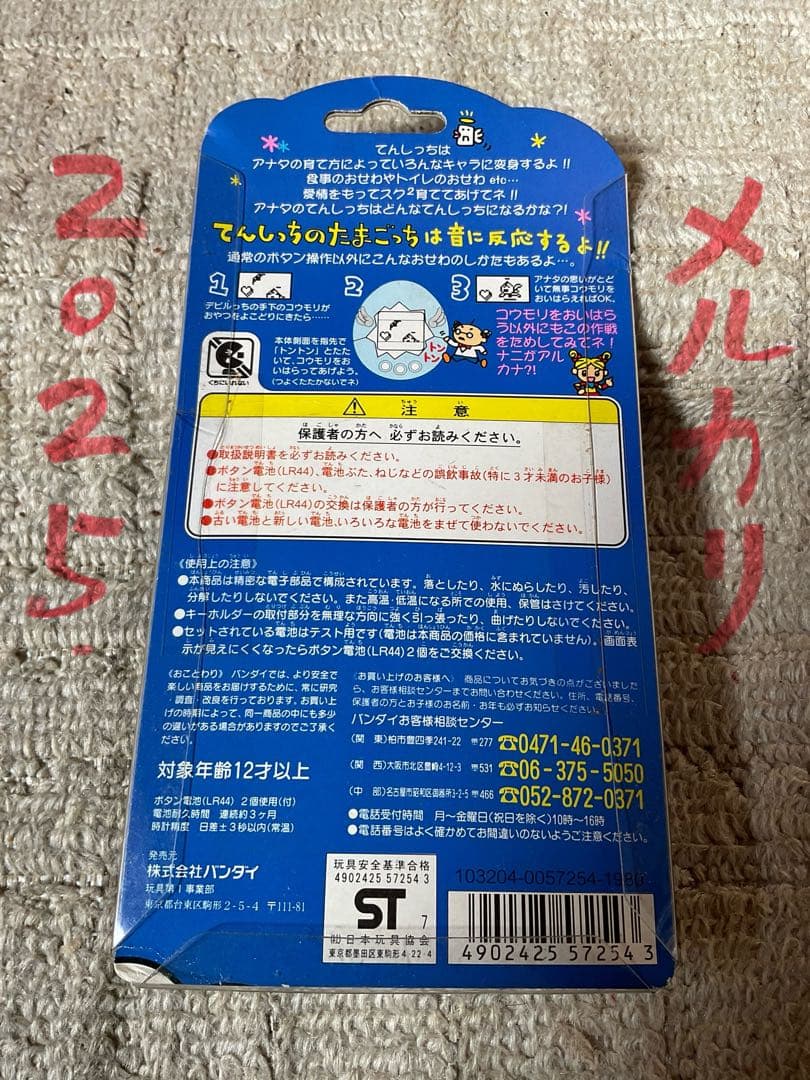 2025
メルカリ
てんしっちは
アナタの育て方によっていろんなキャラに変身するよ!!
食事のおせわやトイレのおせわ etc…
愛情をもってスク2育ててあげてネ!!
アナタのてんしっちはどんなてんしっちになるかな?!
てんしっちのたまごっちは音に反応するよ!!
通常のボタン操作以外にこんなおせわのしかたもあるよ…。
1
デビルっちの手下のコウモリが
おやつをよこどりにきたら……
2
本体側面を指先で
「トントン」とたた
いて、コウモリをお
いはらってあげよう。
(つよくたたかないでネ)
トントン
3
アナタの思いがとど
いて無事コウモリを
おいはらえればOK。
コウモリをおいはら
う以外にもこの作戦
をためしてみてネ!
ナニがアル
カナ?!
くちにいれない
注意
保護者の方へ 必ずお読みください。
●取扱説明書を必ずお読みください。
●ボタン電池(LR44)、電池ぶた、ねじなどの誤飲事故(特に3才未満のお子様)
に注意してください。
●ボタン電池(LR44)の交換は保護者の方が行ってください。
●古い電池と新しい電池、いろいろな電池をまぜて使わないでください。
《使用上の注意》
●本商品は精密な電子部品で構成されています。落としたり、水にぬらしたり、汚したり、
分解したりしないでください。また高温・低温になる所での使用、保管はさけてください。
●キーホルダーの取付部分を無理な方向に強く引っ張ったり、曲げたりしないでください。
●セットされている電池はテスト用です(電池は本商品の価格に含まれていません)。画面表
示が見えにくくなったらボタン電池(LR44)2個をご交換ください。
《おことわり》 バンダイでは、より安全で
楽しい商品をお届けするために、常に研究
・調査・改良を行っております。お買い上
げの時期によって、同一商品の中にも多少
の違いがある場合がありますのでご了承く
ださい。
対象年齢12才以上
ボタン電池(LR44) 2個使用(付)
電池耐久時間 連続約3ヶ月
時計精度 日差±3秒以内(常温)
発売元
株式会社バンダイ
玩具第1事業部
東京都台東区駒形2-5-4 〒111-81
《お買い上げのお客様へ》 商品についてお気づきの点がございました
ら、お客様相談センターまでお問い合わせください。住所、電話番号、
保護者の方とお子様のお名前・お年も必ずお知らせください。
バンダイお客様相談センター
(関 東)柏市豊四季241-22 〒277 ☎0471-46-0371
(関 西)大阪市北区豊崎4-12-3 〒531 ☎06-375-5050
(中 部)名古屋市昭和区御器所3-2-5 〒466 ☎052-872-0371
●電話受付時間 月~金曜日(祝日を除く)10時~16時
●電話番号はよく確かめてお間違いのないようご注意ください。
玩具安全基準合格
4902425 57254 3
ST 7
(社)日本玩具協会
東京都墨田区東駒形4-22-4
103204-0057254-1980
4902425 572543